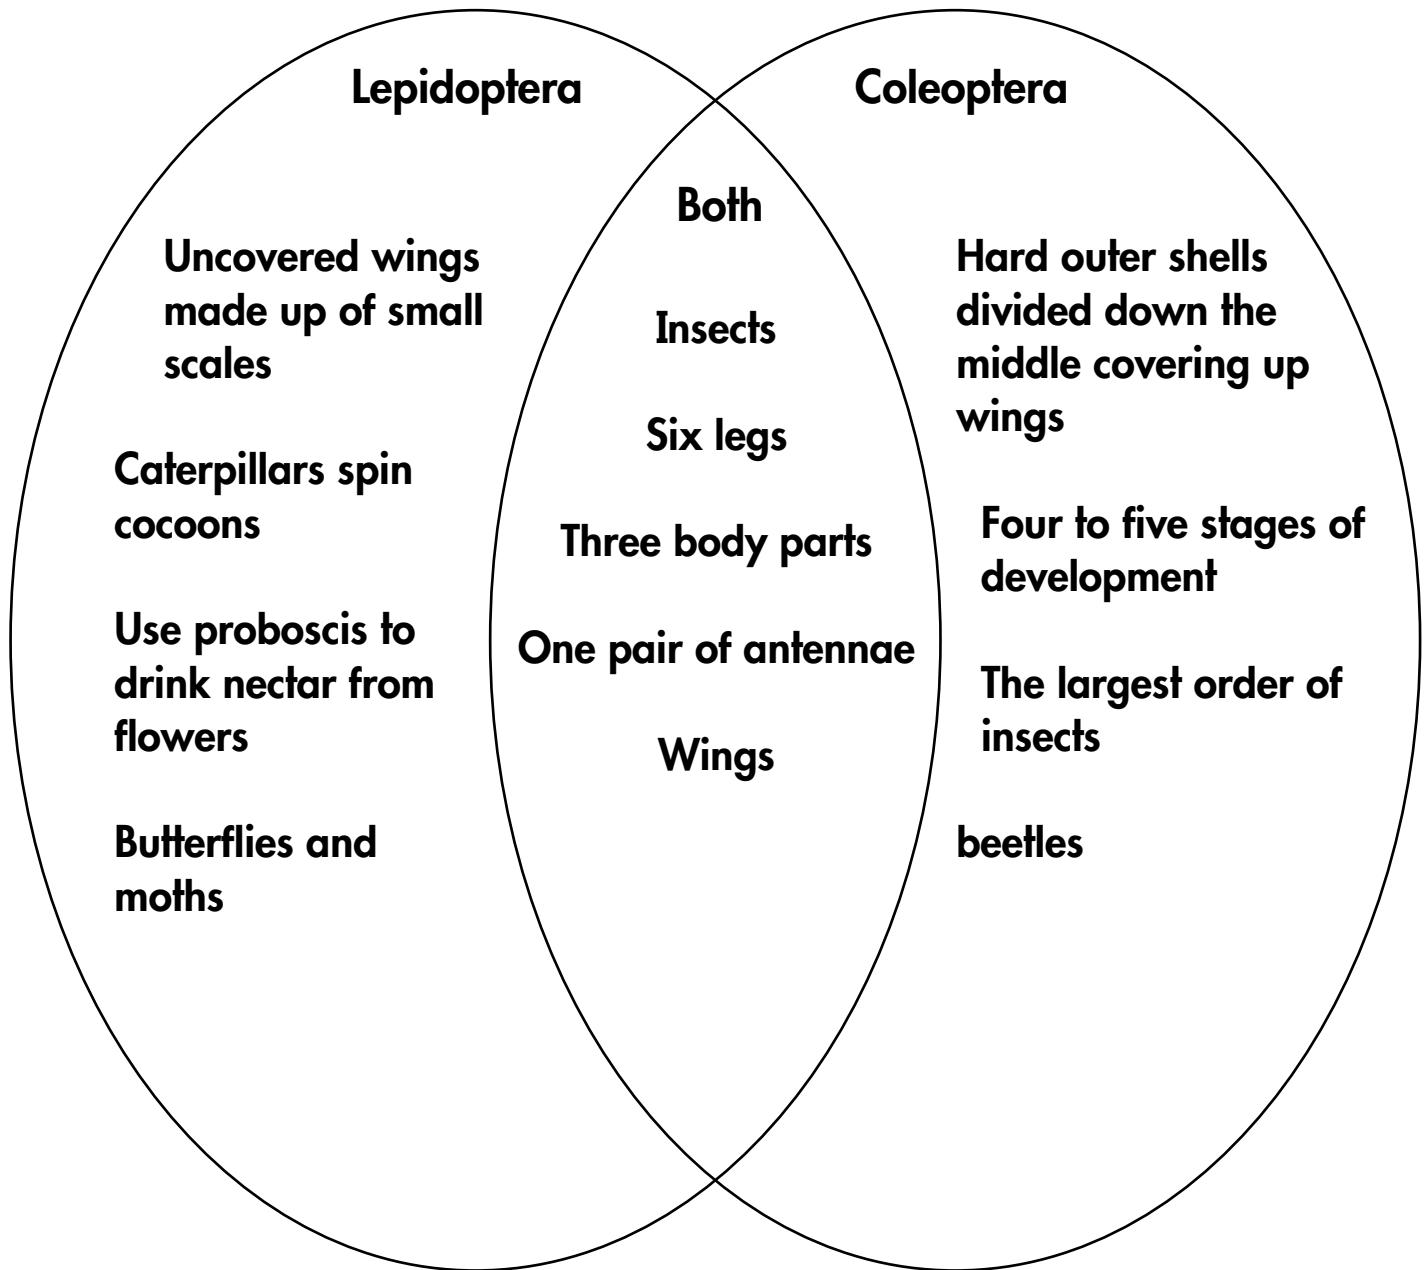 Lepidoptera
Uncovered wings
made up of small
scales
Caterpillars spin
cocoons
Use proboscis to
drink nectar from
flowers
Butterflies and
moths
Both
Insects
Six legs
Three body parts
One pair of antennae
Wings
Coleoptera
Hard outer shells
divided down the
middle covering up
wings
Four to five stages of
development
The largest order of
insects
beetles